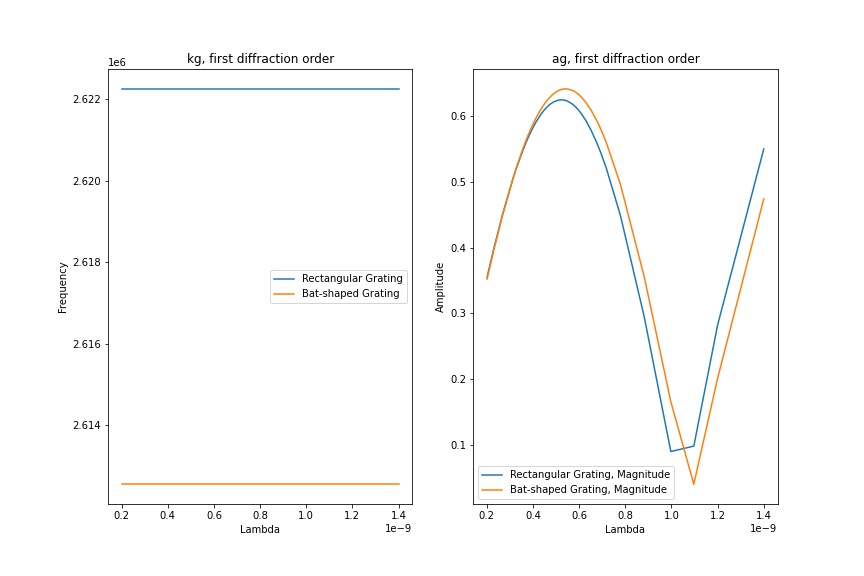 kg, first diffraction order
1e6
2.622
2.620
2.618
2.616
2.614
Frequency
Rectangular Grating
Bat-shaped Grating
0.2 0.4 0.6 0.8 1.0 1.2 1.4
Lambda
1e−9
ag, first diffraction order
0.6
0.5
0.4
0.3
0.2
0.1
Amplitude
Rectangular Grating, Magnitude
Bat-shaped Grating, Magnitude
0.2 0.4 0.6 0.8 1.0 1.2 1.4
Lambda
1e−9